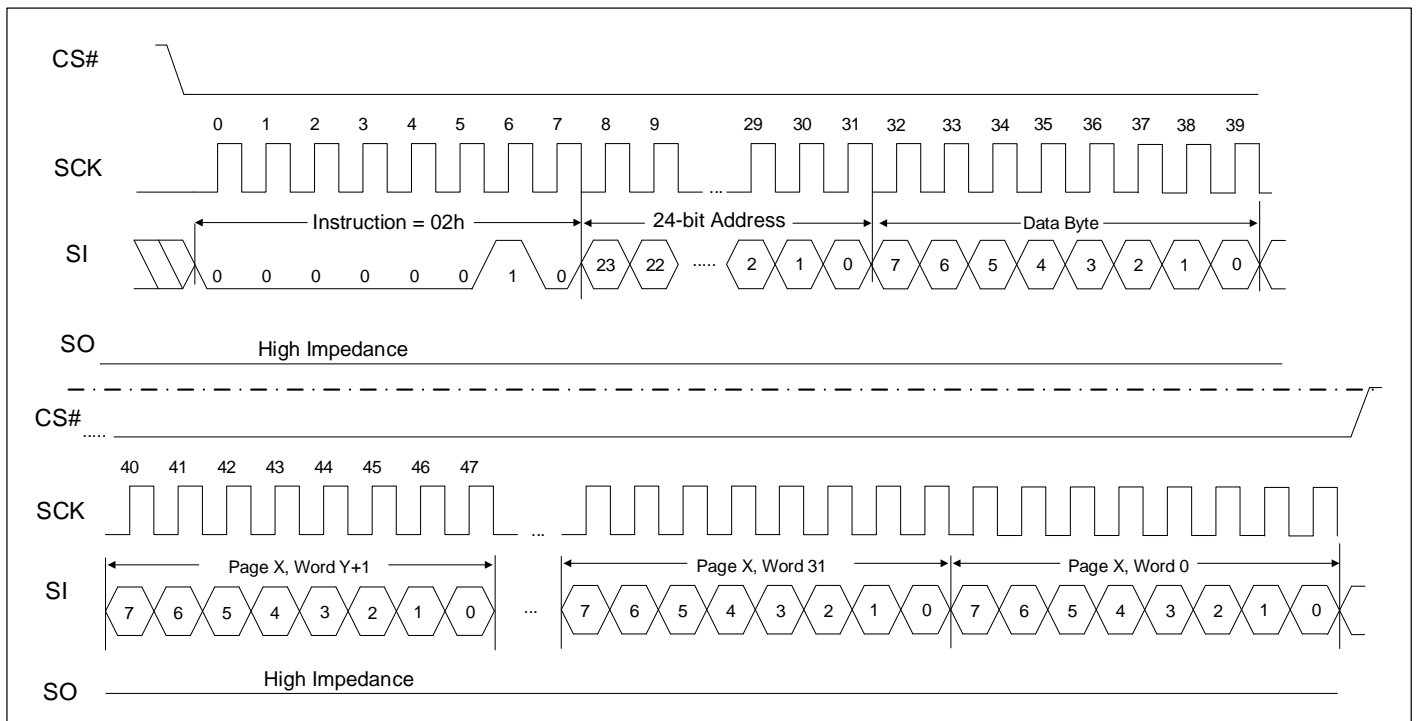 CS#
0 1 2 3 4 5 6 7 8 9 29 30 31 32 33 34 35 36 37 38 39
SCK
...
Instruction = 02h 24-bit Address Data Byte
SI
0 0 0 0 0 0 1 0 23 22 ..... 2 1 0 7 6 5 4 3 2 1 0
SO
High Impedance
CS#
.....
40 41 42 43 44 45 46 47
SCK
...
Page X, Word Y+1 Page X, Word 31 Page X, Word 0
SI
7 6 5 4 3 2 1 0 ... 7 6 5 4 3 2 1 0 7 6 5 4 3 2 1 0
High Impedance
SO